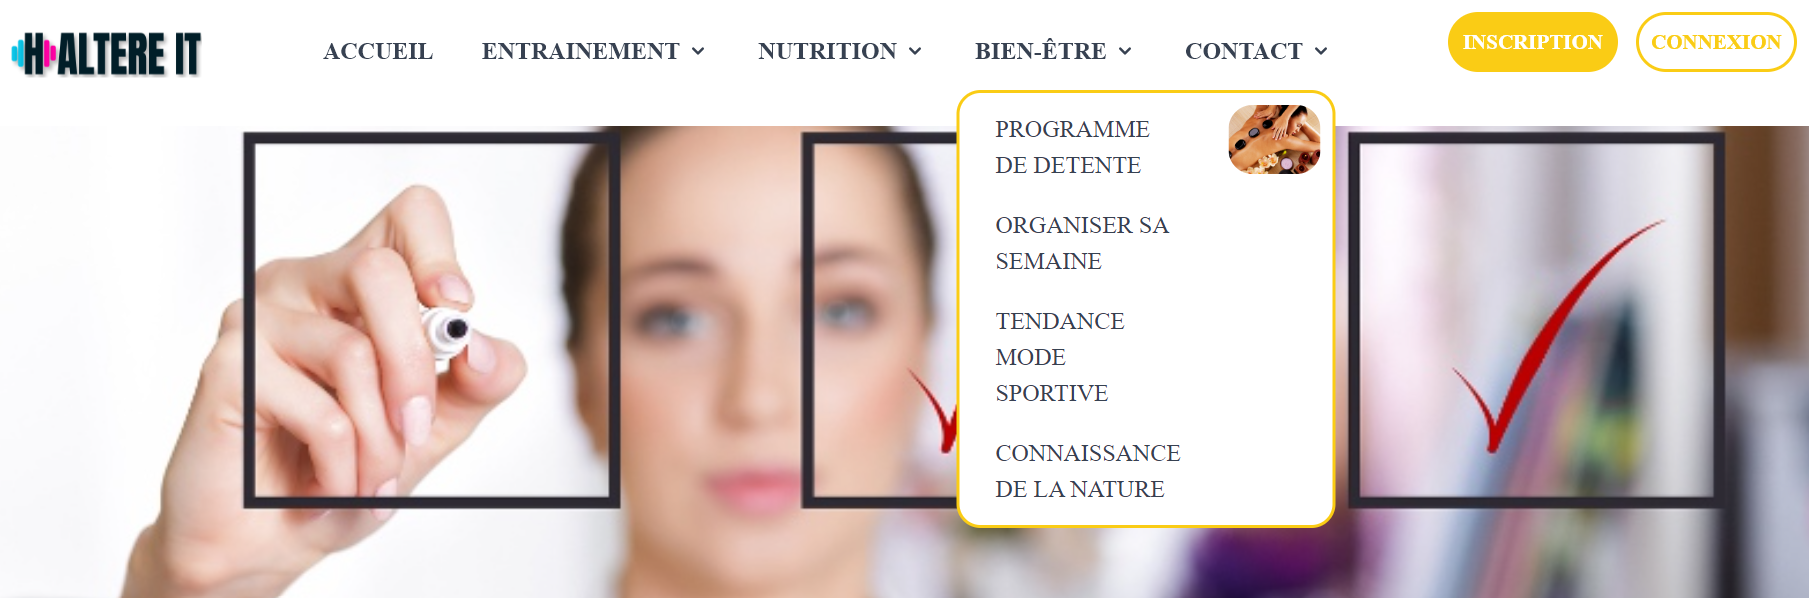 HALTERE IT
ACCUEIL
ENTRAINEMENT
NUTRITION
BIEN-ÊTRE
CONTACT
INSCRIPTION
CONNEXION
PROGRAMME
DE DETENTE
ORGANISER SA
SEMAINE
TENDANCE
MODE
SPORTIVE
CONNAISSANCE
DE LA NATURE